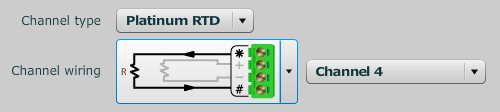 Channel type Platinum RTD
Channel wiring R * + - - # Channel 4